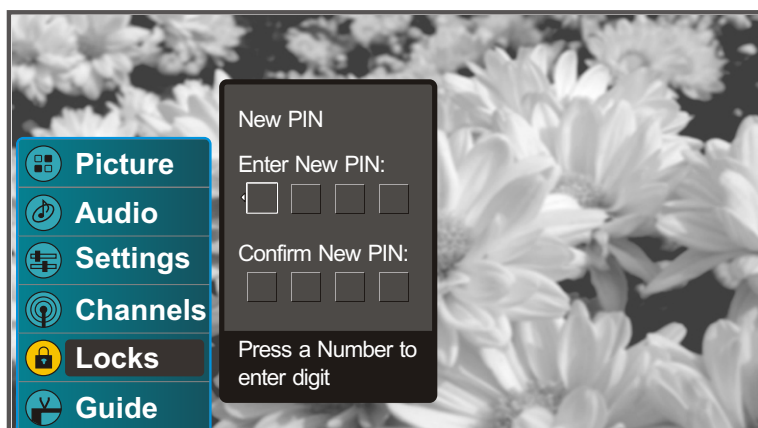 Picture
Audio
Settings
Channels
Locks
Guide
New PIN
Enter New PIN:
Confirm New PIN:
Press a Number to
enter digit